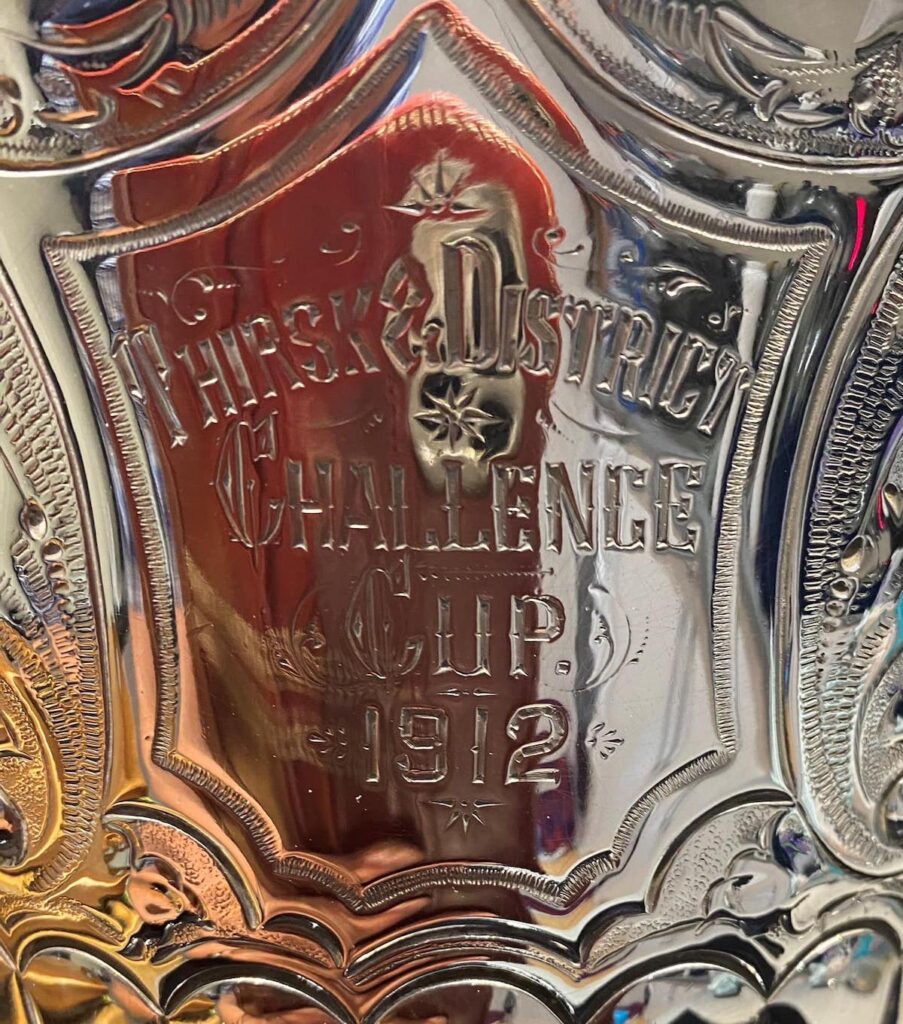 THIRSK & DISTRICT
CHALLENGE
CUP.
1912